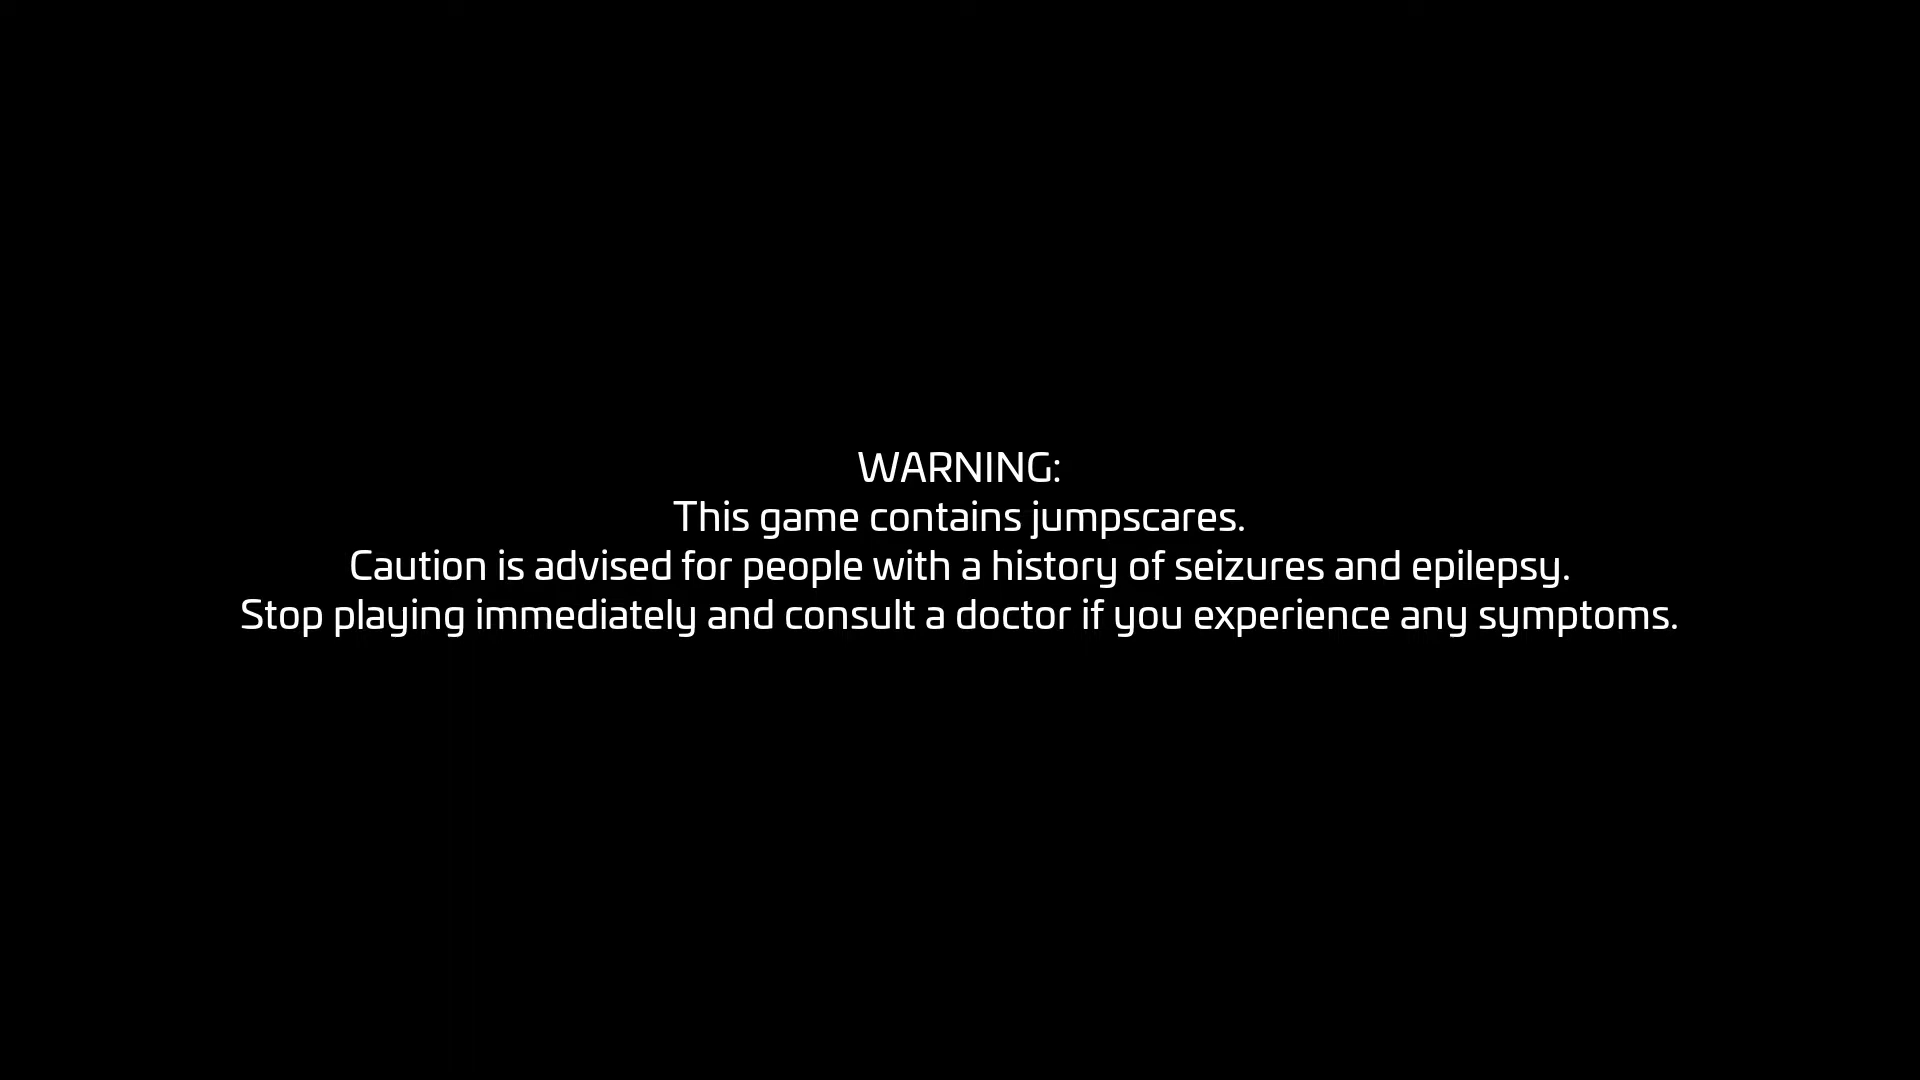 WARNING:
This game contains jumpscares.
Caution is advised for people with a history of seizures and epilepsy.
Stop playing immediately and consult a doctor if you experience any symptoms.